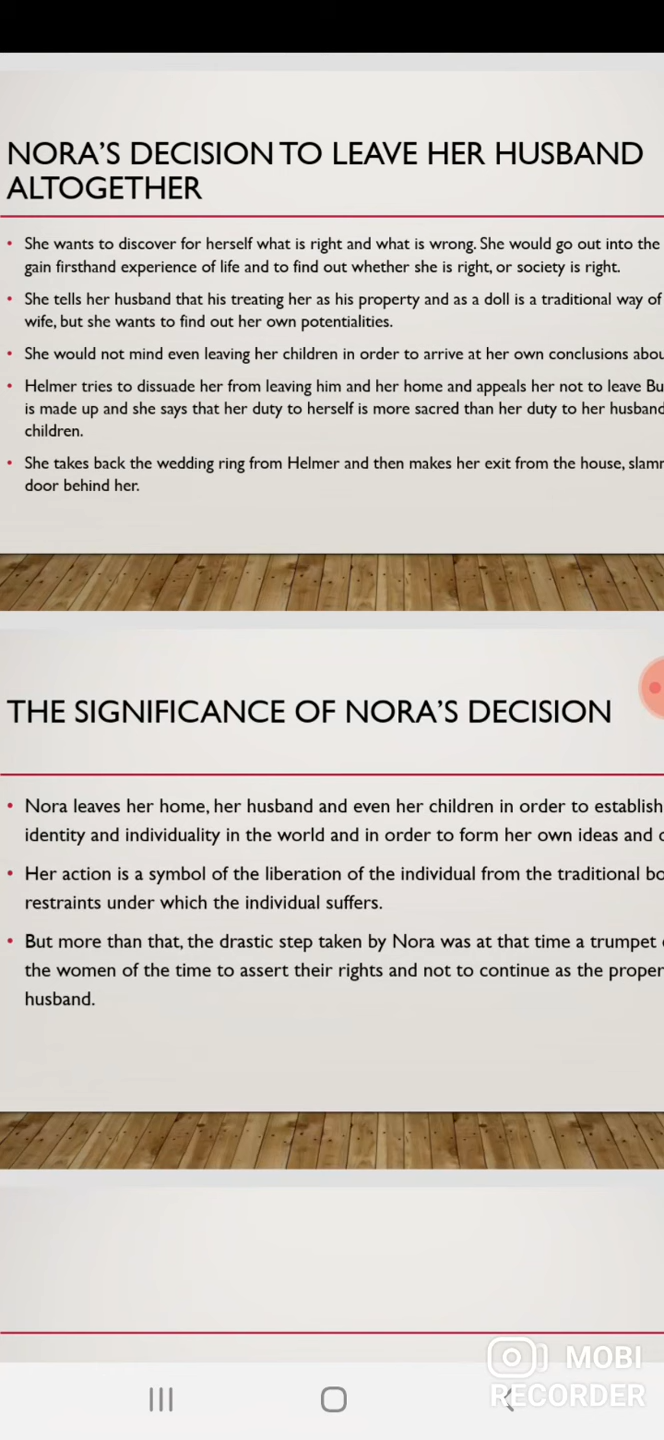 NORA'S DECISION TO LEAVE HER HUSBAND
ALTOGETHER
• She wants to discover for herself what is right and what is wrong. She would go out into the
gain firsthand experience of life and to find out whether she is right, or society is right.
• She tells her husband that his treating her as his property and as a doll is a traditional way of
wife, but she wants to find out her own potentialities.
• She would not mind even leaving her children in order to arrive at her own conclusions
• Helmer tries to dissuade her from leaving him and her home and appeals her not to leave
is made up and she says that her duty to herself is more sacred than her duty to her husband
children.
• She takes back the wedding ring from Helmer and then makes her exit from the house,
door behind her.
THE SIGNIFICANCE OF NORA'S DECISION
• Nora leaves her home, her husband and even her children in order to establish
identity and individuality in the world and in order to form her own ideas and
• Her action is a symbol of the liberation of the individual from the traditional
restraints under which the individual suffers.
• But more than that, the drastic step taken by Nora was at that time a trumpet
the women of the time to assert their rights and not to continue as the
husband.
MOBI
RECORDER